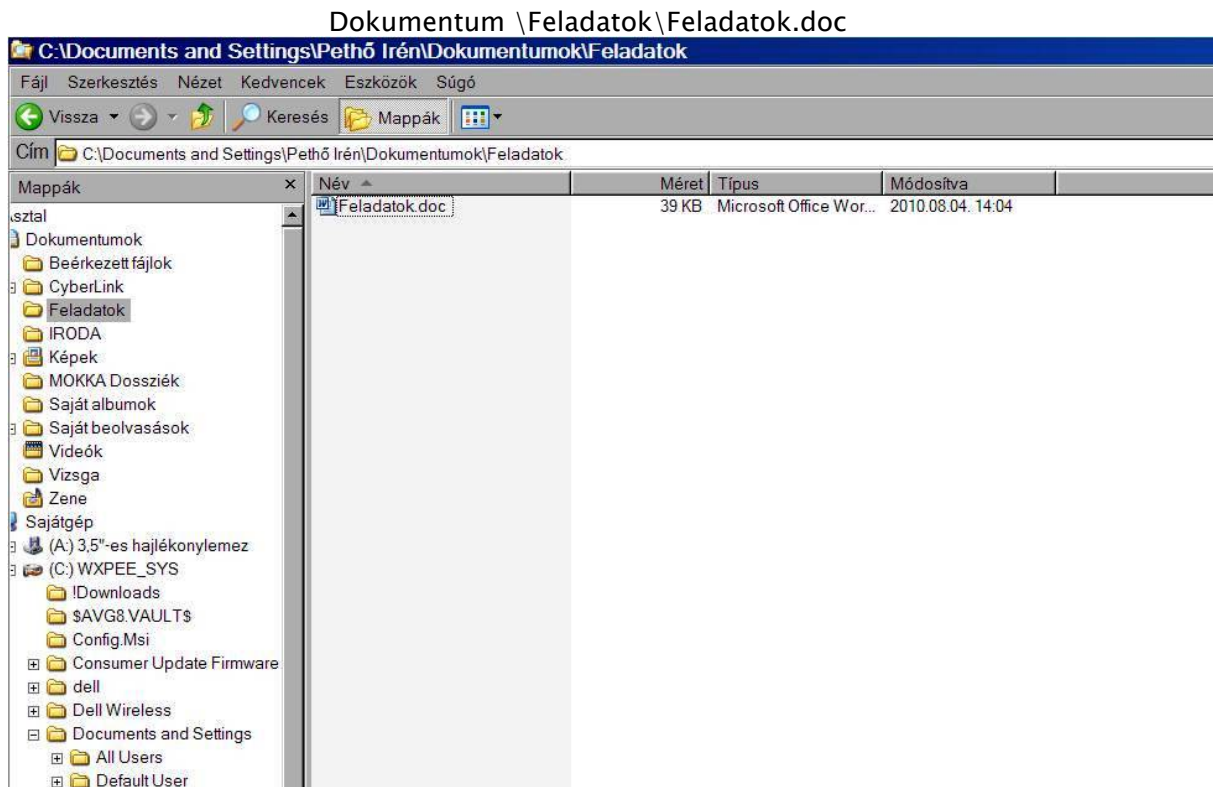 Dokumentum \Feladatok\Feladatok.doc
C:\Documents and Settings\Pethő Irén\Dokumentumok\Feladatok
Fájl Szerkesztés Nézet Kedvencek Eszközök Súgó
Vissza Keresés Mappák
Cím C:\Documents and Settings\Pethő Irén\Dokumentumok\Feladatok
Mappák × Név Méret Típus Módosítva
sztal
Feladatok.doc 39 KB Microsoft Office Wor... 2010.08.04. 14:04
Dokumentumok
Beérkezett fájlok
CyberLink
Feladatok
IRODA
Képek
MOKKA Dossziék
Saját albumok
Saját beolvasások
Videók
Vizsga
Zene
Sajátgép
(A:) 3,5"-es hajlékonylemez
(C:) WXPEE_SYS
!Downloads
$AVG8.VAULT$
Config.Msi
Consumer Update Firmware
dell
Dell Wireless
Documents and Settings
All Users
Default User